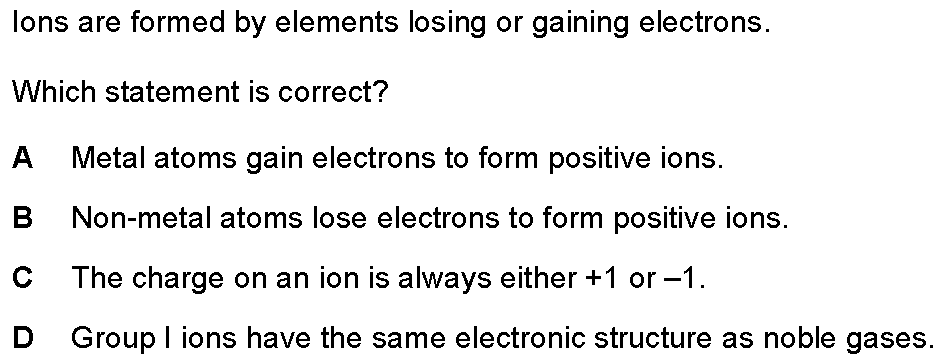 Ions are formed by elements losing or gaining electrons.
Which statement is correct?
A Metal atoms gain electrons to form positive ions.
B Non-metal atoms lose electrons to form positive ions.
C The charge on an ion is always either +1 or –1.
D Group I ions have the same electronic structure as noble gases.